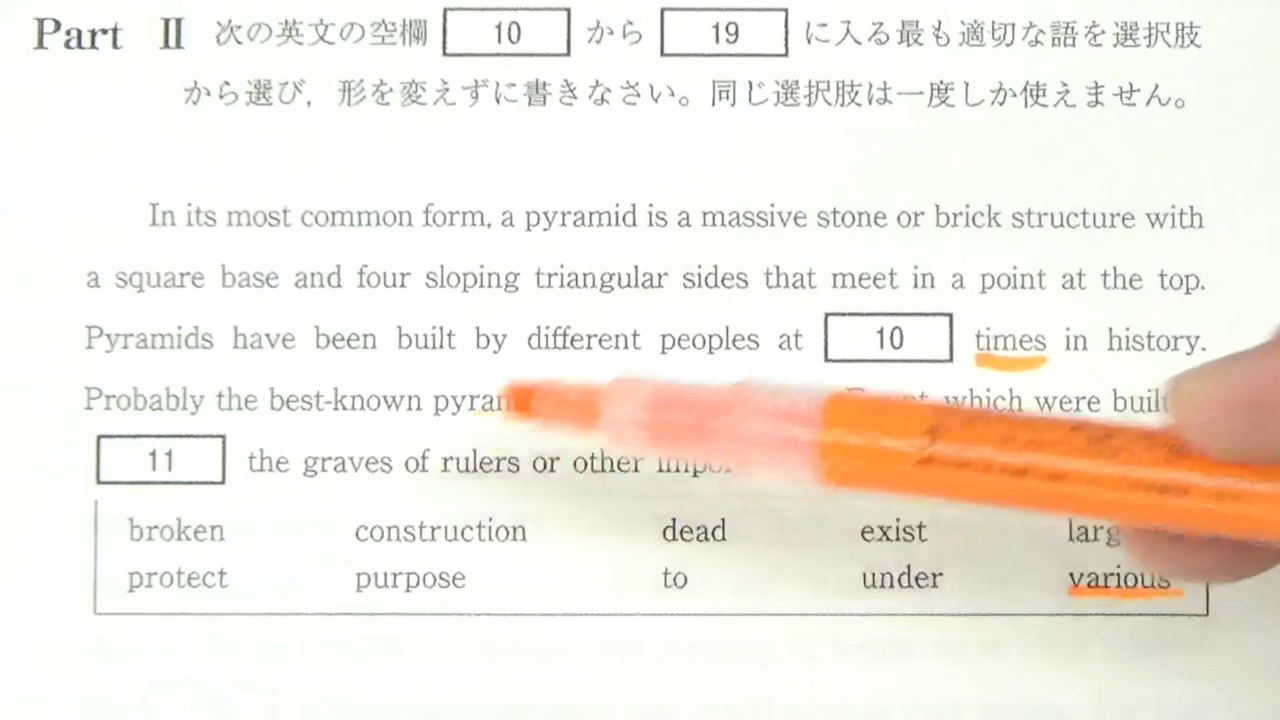 Part Ⅱ 次の英文の空欄 10 から 19 に入る最も適切な語を選択肢
から選び，形を変えずに書きなさい。同じ選択肢は一度しか使えません。
In its most common form, a pyramid is a massive stone or brick structure with
a square base and four sloping triangular sides that meet in a point at the top.
Pyramids have been built by different peoples at 10 times in history.
Probably the best-known which were built
11 the graves of rulers or other
broken construction dead exist
protect purpose to under various